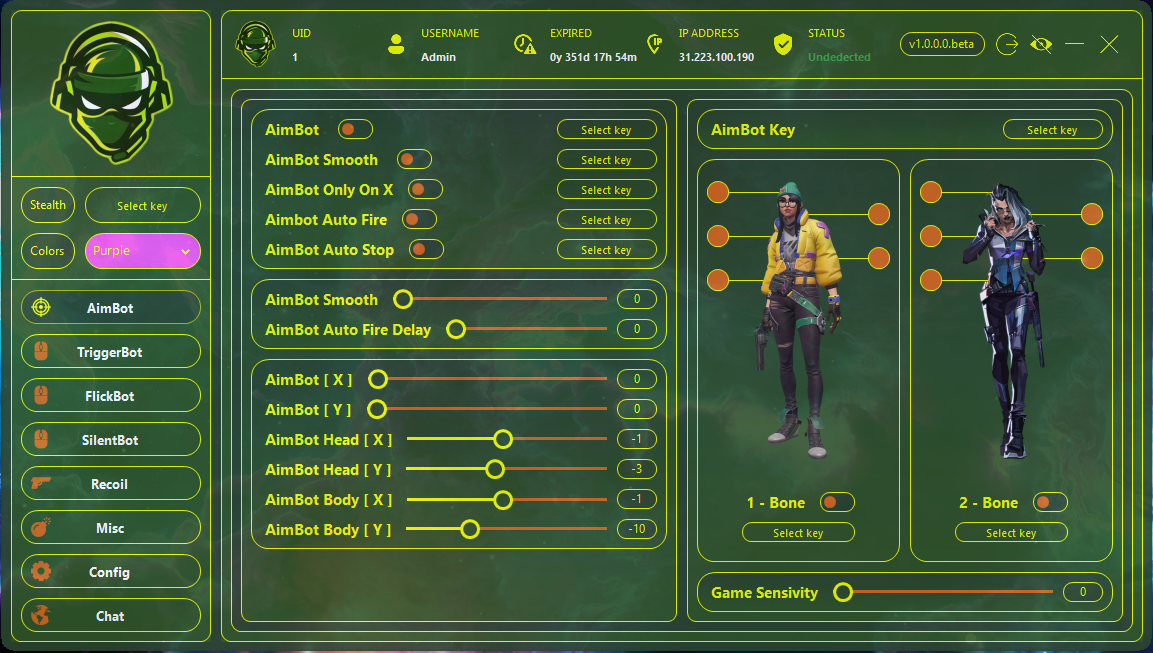 UID
1
USERNAME
Admin
EXPIRED
0y 351d 17h 54m
IP
IP ADDRESS
31.223.100.190
STATUS
Undedected
v1.0.0.0.beta
Stealth
Select key
Colors
Purple
AimBot
TriggerBot
FlickBot
SilentBot
Recoil
Misc
Config
Chat
AimBot Select key
AimBot Smooth Select key
AimBot Only On X Select key
Aimbot Auto Fire Select key
AimBot Auto Stop Select key
AimBot Smooth 0
AimBot Auto Fire Delay 0
AimBot [ X ] 0
AimBot [ Y ] 0
AimBot Head [ X ] -1
AimBot Head [ Y ] -3
AimBot Body [ X ] -1
AimBot Body [ Y ] -10
AimBot Key Select key
1 - Bone
Select key
2 - Bone
Select key
Game Sensivity 0